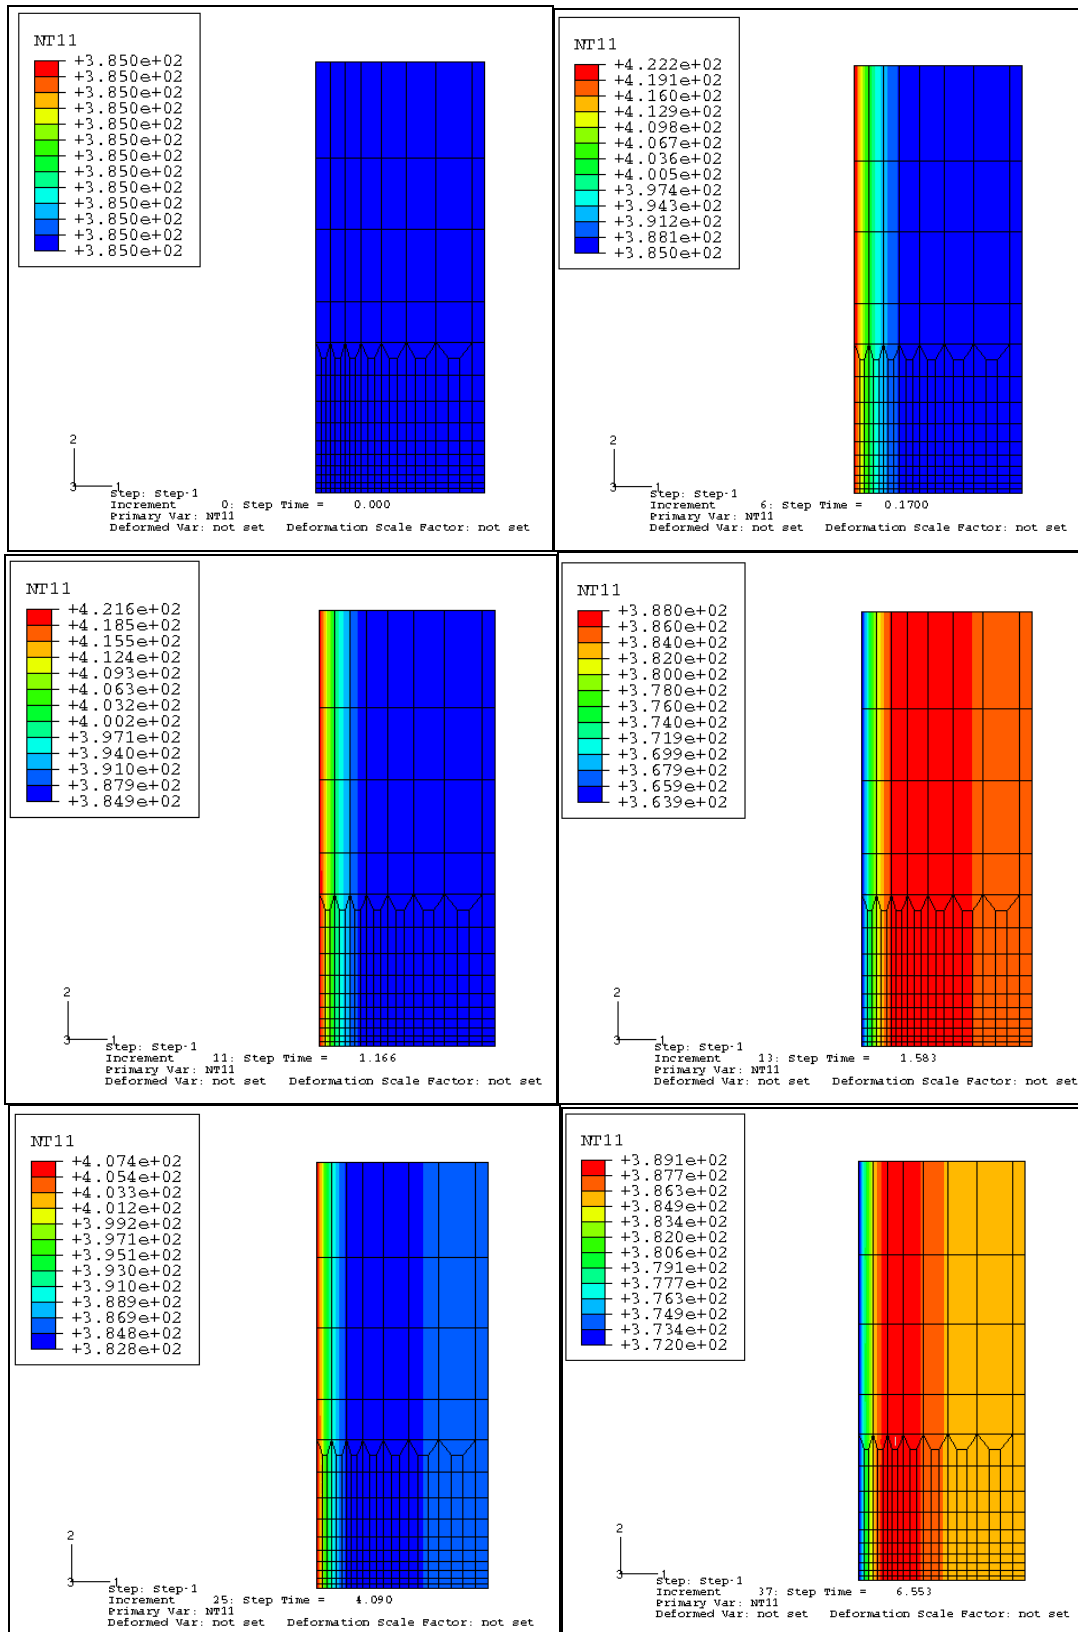 NT11
+3.850e+02
+3.850e+02
+3.850e+02
+3.850e+02
+3.850e+02
+3.850e+02
+3.850e+02
+3.850e+02
+3.850e+02
+3.850e+02
+3.850e+02
+3.850e+02
+3.850e+02
2
3 1
Step: Step-1
Increment 0: Step Time = 0.000
Primary Var: NT11
Deformed Var: not set Deformation Scale Factor: not set
NT11
+4.222e+02
+4.191e+02
+4.160e+02
+4.129e+02
+4.098e+02
+4.067e+02
+4.036e+02
+4.005e+02
+3.974e+02
+3.943e+02
+3.912e+02
+3.881e+02
+3.850e+02
2
3 1
Step: Step-1
Increment 6: Step Time = 0.1700
Primary Var: NT11
Deformed Var: not set Deformation Scale Factor: not set
NT11
+4.216e+02
+4.185e+02
+4.155e+02
+4.124e+02
+4.093e+02
+4.063e+02
+4.032e+02
+4.002e+02
+3.971e+02
+3.940e+02
+3.910e+02
+3.879e+02
+3.849e+02
2
3 1
Step: Step-1
Increment 11: Step Time = 1.166
Primary Var: NT11
Deformed Var: not set Deformation Scale Factor: not set
NT11
+3.880e+02
+3.860e+02
+3.840e+02
+3.820e+02
+3.800e+02
+3.780e+02
+3.760e+02
+3.740e+02
+3.719e+02
+3.699e+02
+3.679e+02
+3.659e+02
+3.639e+02
2
3 1
Step: Step-1
Increment 13: Step Time = 1.583
Primary Var: NT11
Deformed Var: not set Deformation Scale Factor: not set
NT11
+4.074e+02
+4.054e+02
+4.033e+02
+4.012e+02
+3.992e+02
+3.971e+02
+3.951e+02
+3.930e+02
+3.910e+02
+3.889e+02
+3.869e+02
+3.848e+02
+3.828e+02
2
3 1
Step: Step-1
Increment 25: Step Time = 4.090
Primary Var: NT11
Deformed Var: not set Deformation Scale Factor: not set
NT11
+3.891e+02
+3.877e+02
+3.863e+02
+3.849e+02
+3.834e+02
+3.820e+02
+3.806e+02
+3.791e+02
+3.777e+02
+3.763e+02
+3.749e+02
+3.734e+02
+3.720e+02
2
3 1
Step: Step-1
Increment 37: Step Time = 6.553
Primary Var: NT11
Deformed Var: not set Deformation Scale Factor: not set